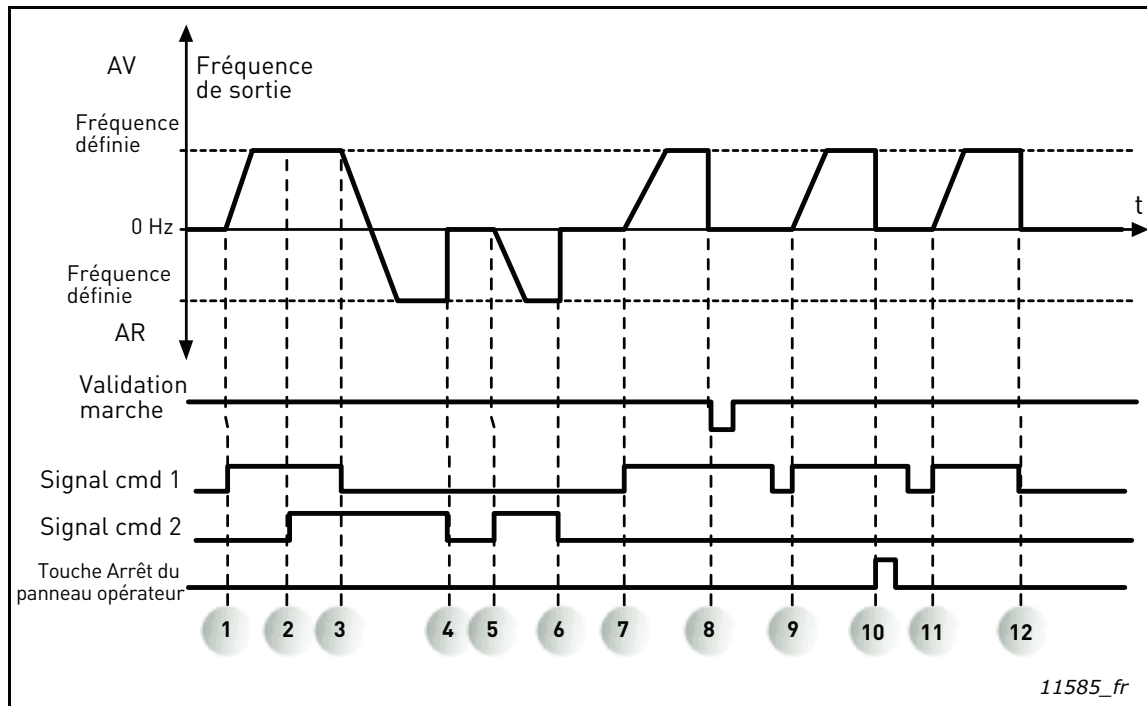 AV
Fréquence
de sortie
Fréquence
définie
t
0 Hz
Fréquence
définie
AR
Validation
marche
Signal cmd 1
Signal cmd 2
Touche Arrêt du
panneau opérateur
1 2 3 4 5 6 7 8 9 10 11 12
11585_fr